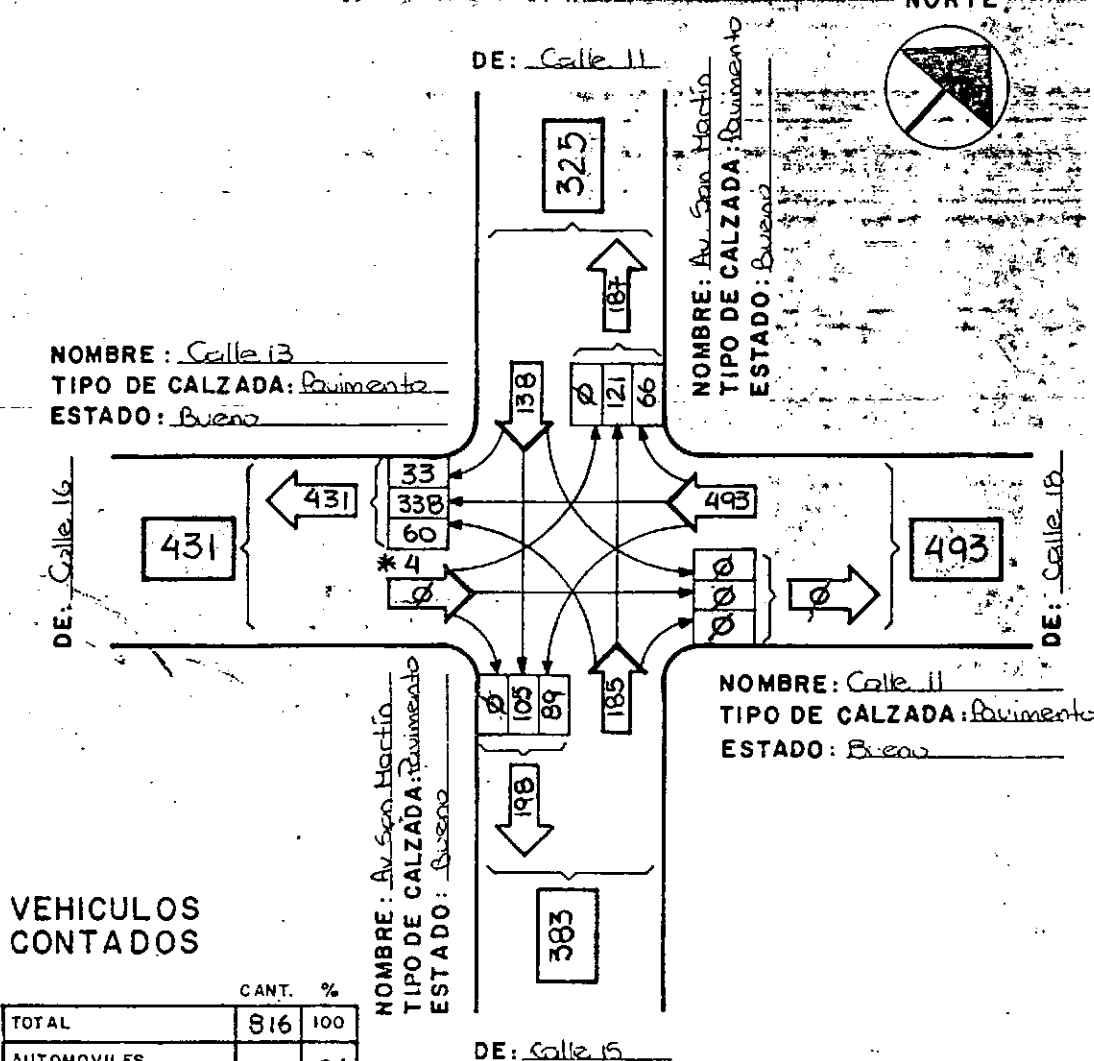 NORTE
DE: Calle 11
325
NOMBRE: Av San Martín
TIPO DE CALZADA: Pavimento
ESTADO: Bueno
187
NOMBRE: Calle 13
TIPO DE CALZADA: Pavimento
ESTADO: Bueno
138
Ø 121 66
DE: Calle 16
431
431
33
338
60
493
493
DE: Calle 18
* 4
Ø
Ø
Ø
Ø
Ø
Ø 105 89
185
NOMBRE: Calle 11
TIPO DE CALZADA: Pavimento
ESTADO: Bueno
NOMBRE: Av San Martín
TIPO DE CALZADA: Pavimento
ESTADO: Bueno
198
383
VEHICULOS
CONTADOS
CANT. %
TOTAL 816 100
AUTOMOVILES
DE: Calle 15